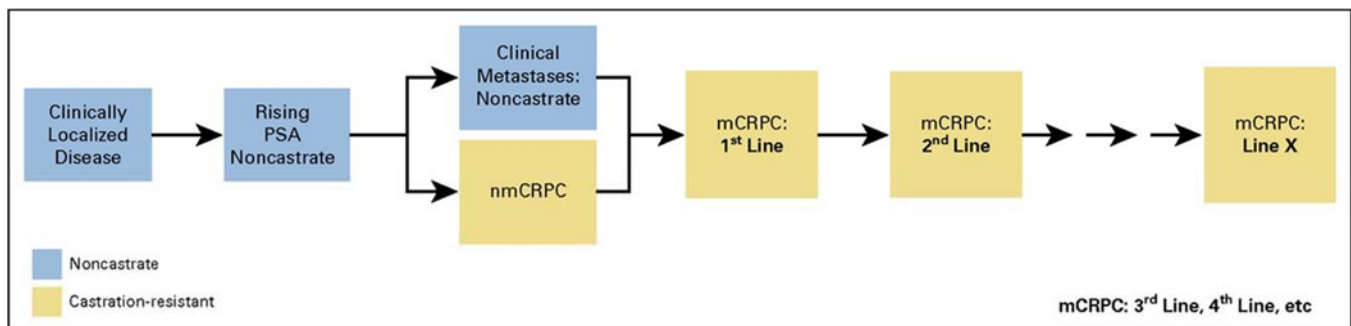 Clinically
Localized
Disease
Rising
PSA
Noncastrate
Clinical
Metastases:
Noncastrate
nmCRPC
mCRPC:
1st Line
mCRPC:
2nd Line
mCRPC:
Line X
Noncastrate
Castration-resistant
mCRPC: 3rd Line, 4th Line, etc